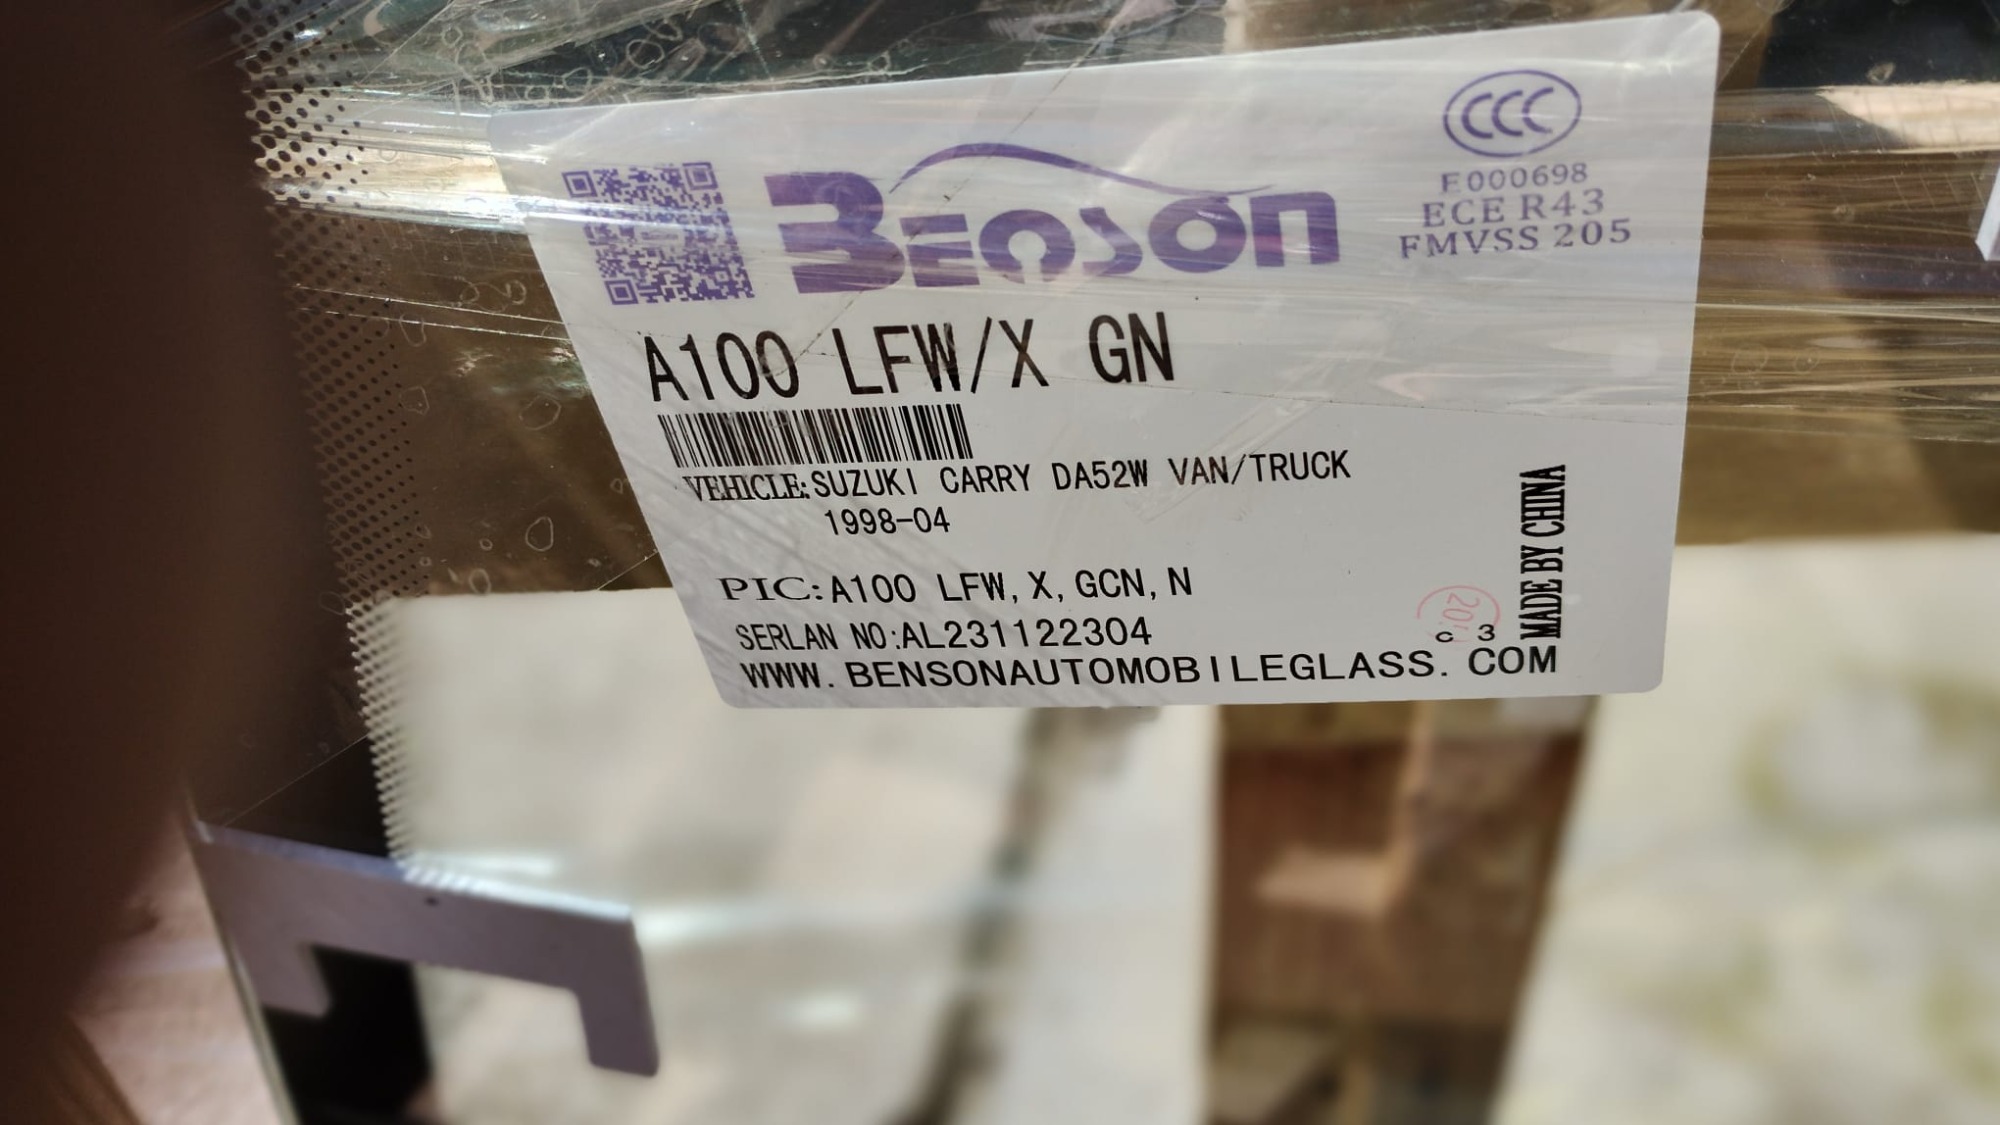 BENSON
CCC
E000698
ECE R43
FMVSS 205
A100 LFW/X GN
VEHICLE:SUZUKI CARRY DA52W VAN/TRUCK
1998-04
PIC:A100 LFW, X, GCN, N
SERLAN NO:AL231122304
C 3
WWW.BENSONAUTOMOBILEGLASS.COM
MADE BY CHINA